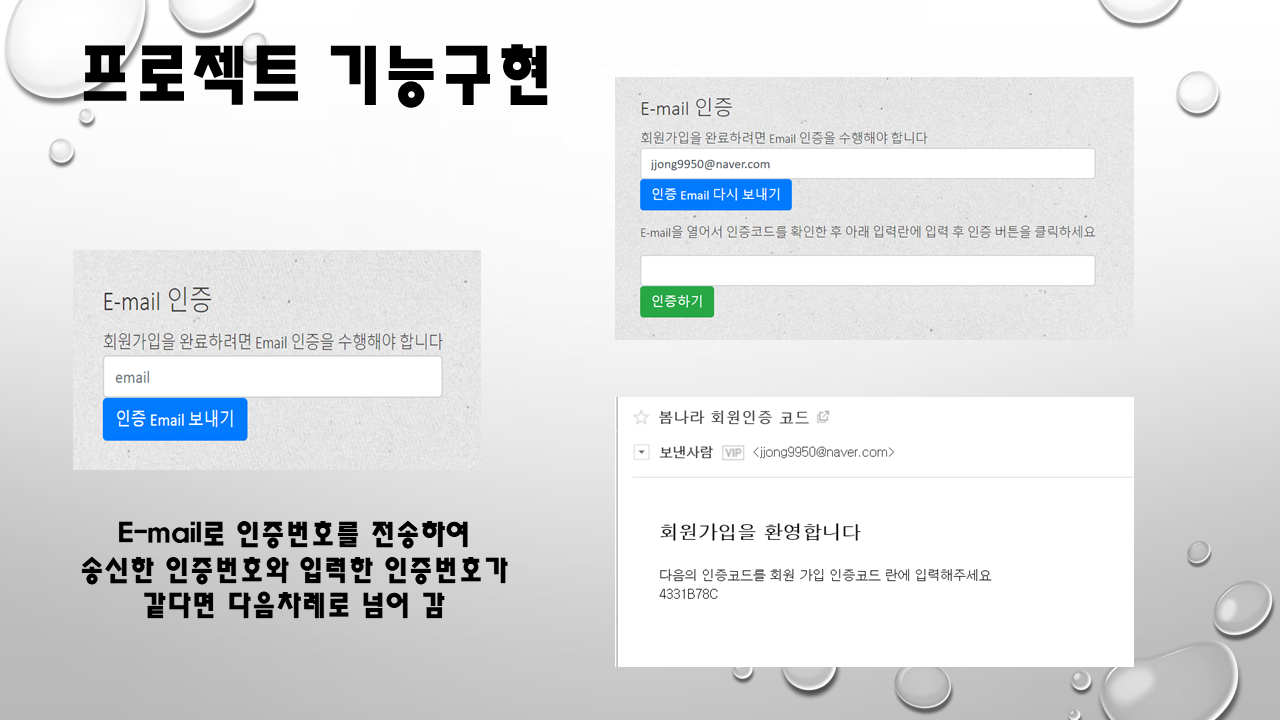 프로젝트 기능구현
E-mail 인증
회원가입을 완료하려면 Email 인증을 수행해야 합니다
email
인증 Email 보내기
E-mail로 인증번호를 전송하여
송신한 인증번호와 입력한 인증번호가
같다면 다음차례로 넘어 감
E-mail 인증
회원가입을 완료하려면 Email 인증을 수행해야 합니다
jjong9950@naver.com
인증 Email 다시 보내기
E-mail을 열어서 인증코드를 확인한 후 아래 입력란에 입력 후 인증 버튼을 클릭하세요
인증하기
봄나라 회원인증 코드
보낸사람 VIP <jjong9950@naver.com>
회원가입을 환영합니다
다음의 인증코드를 회원 가입 인증코드 란에 입력해주세요
4331B78C